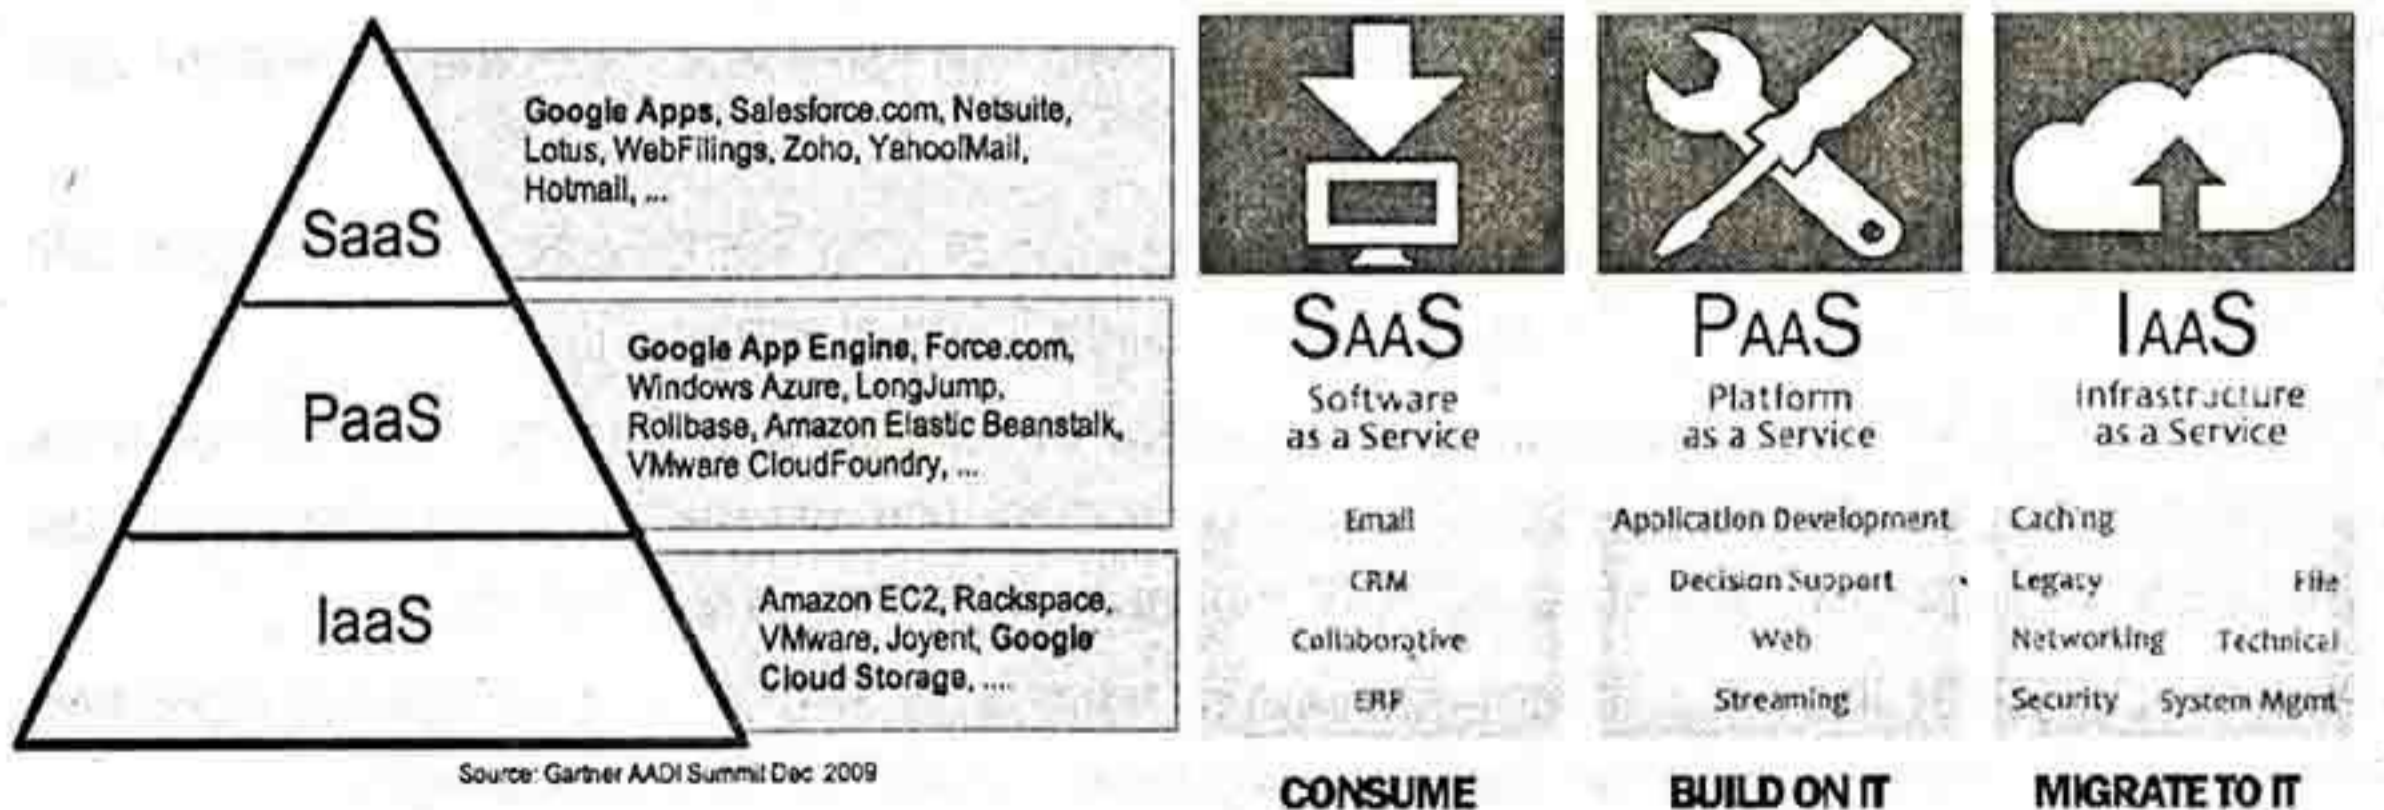 SaaS
Google Apps, Salesforce.com, Netsuite,
Lotus, WebFilings, Zoho, Yahoo!Mail,
Hotmail, ...
PaaS
Google App Engine, Force.com,
Windows Azure, LongJump,
Rollbase, Amazon Elastic Beanstalk,
VMware CloudFoundry, ...
IaaS
Amazon EC2, Rackspace,
VMware, Joyent, Google
Cloud Storage, ....
Source: Gartner AADI Summit Dec 2009
SAAS
Software
as a Service
Email
CRM
Collaborative
ERP
CONSUME
PAAS
Platform
as a Service
Application Development
Decision Support
Web
Streaming
BUILD ON IT
IAAS
Infrastructure
as a Service
Caching
Legacy File
Networking Technical
Security System Mgmt
MIGRATE TO IT